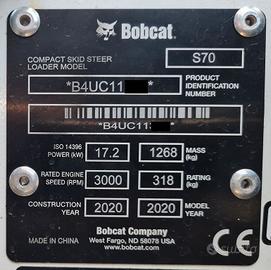 Bobcat®
COMPACT SKID STEER
LOADER MODEL
S70
*B4UC11
PRODUCT
IDENTIFICATION
NUMBER
*B4UC11
ISO 14396
POWER (kW)
17.2
1268
MASS
(kg)
RATED ENGINE
SPEED (RPM)
3000
318
RATING
(kg)
CONSTRUCTION
YEAR
2020
2020
MODEL
YEAR
CE
MADE IN CHINA
Bobcat Company
West Fargo, ND 58078 USA
www.bobcat.com
subito